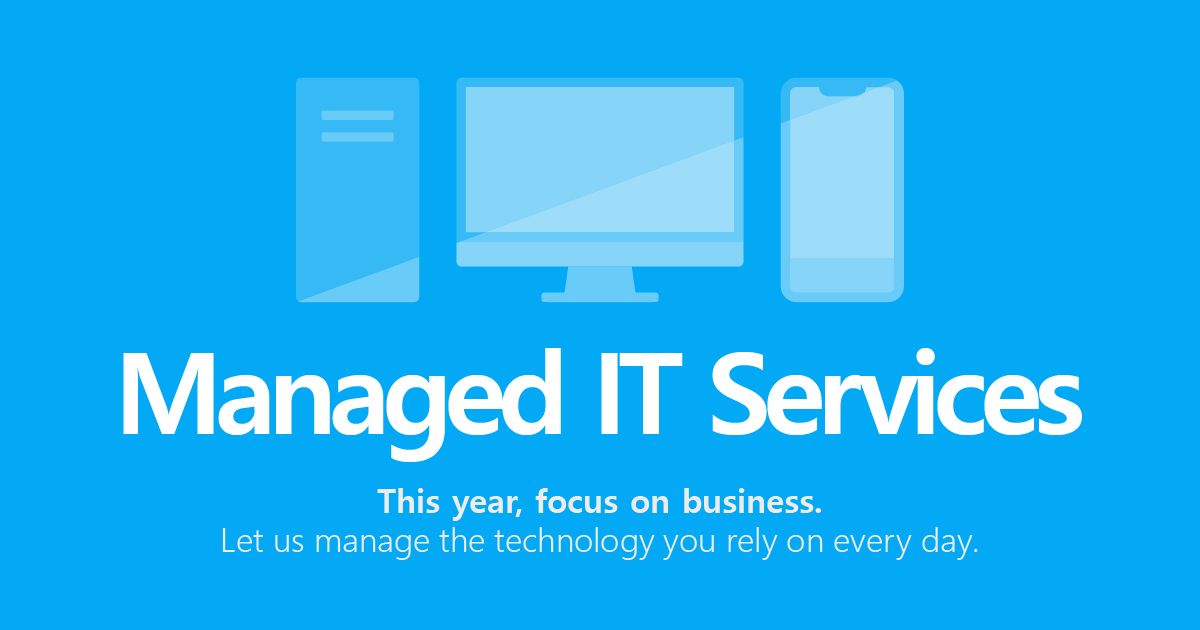 Managed IT Services
This year, focus on business.
Let us manage the technology you rely on every day.